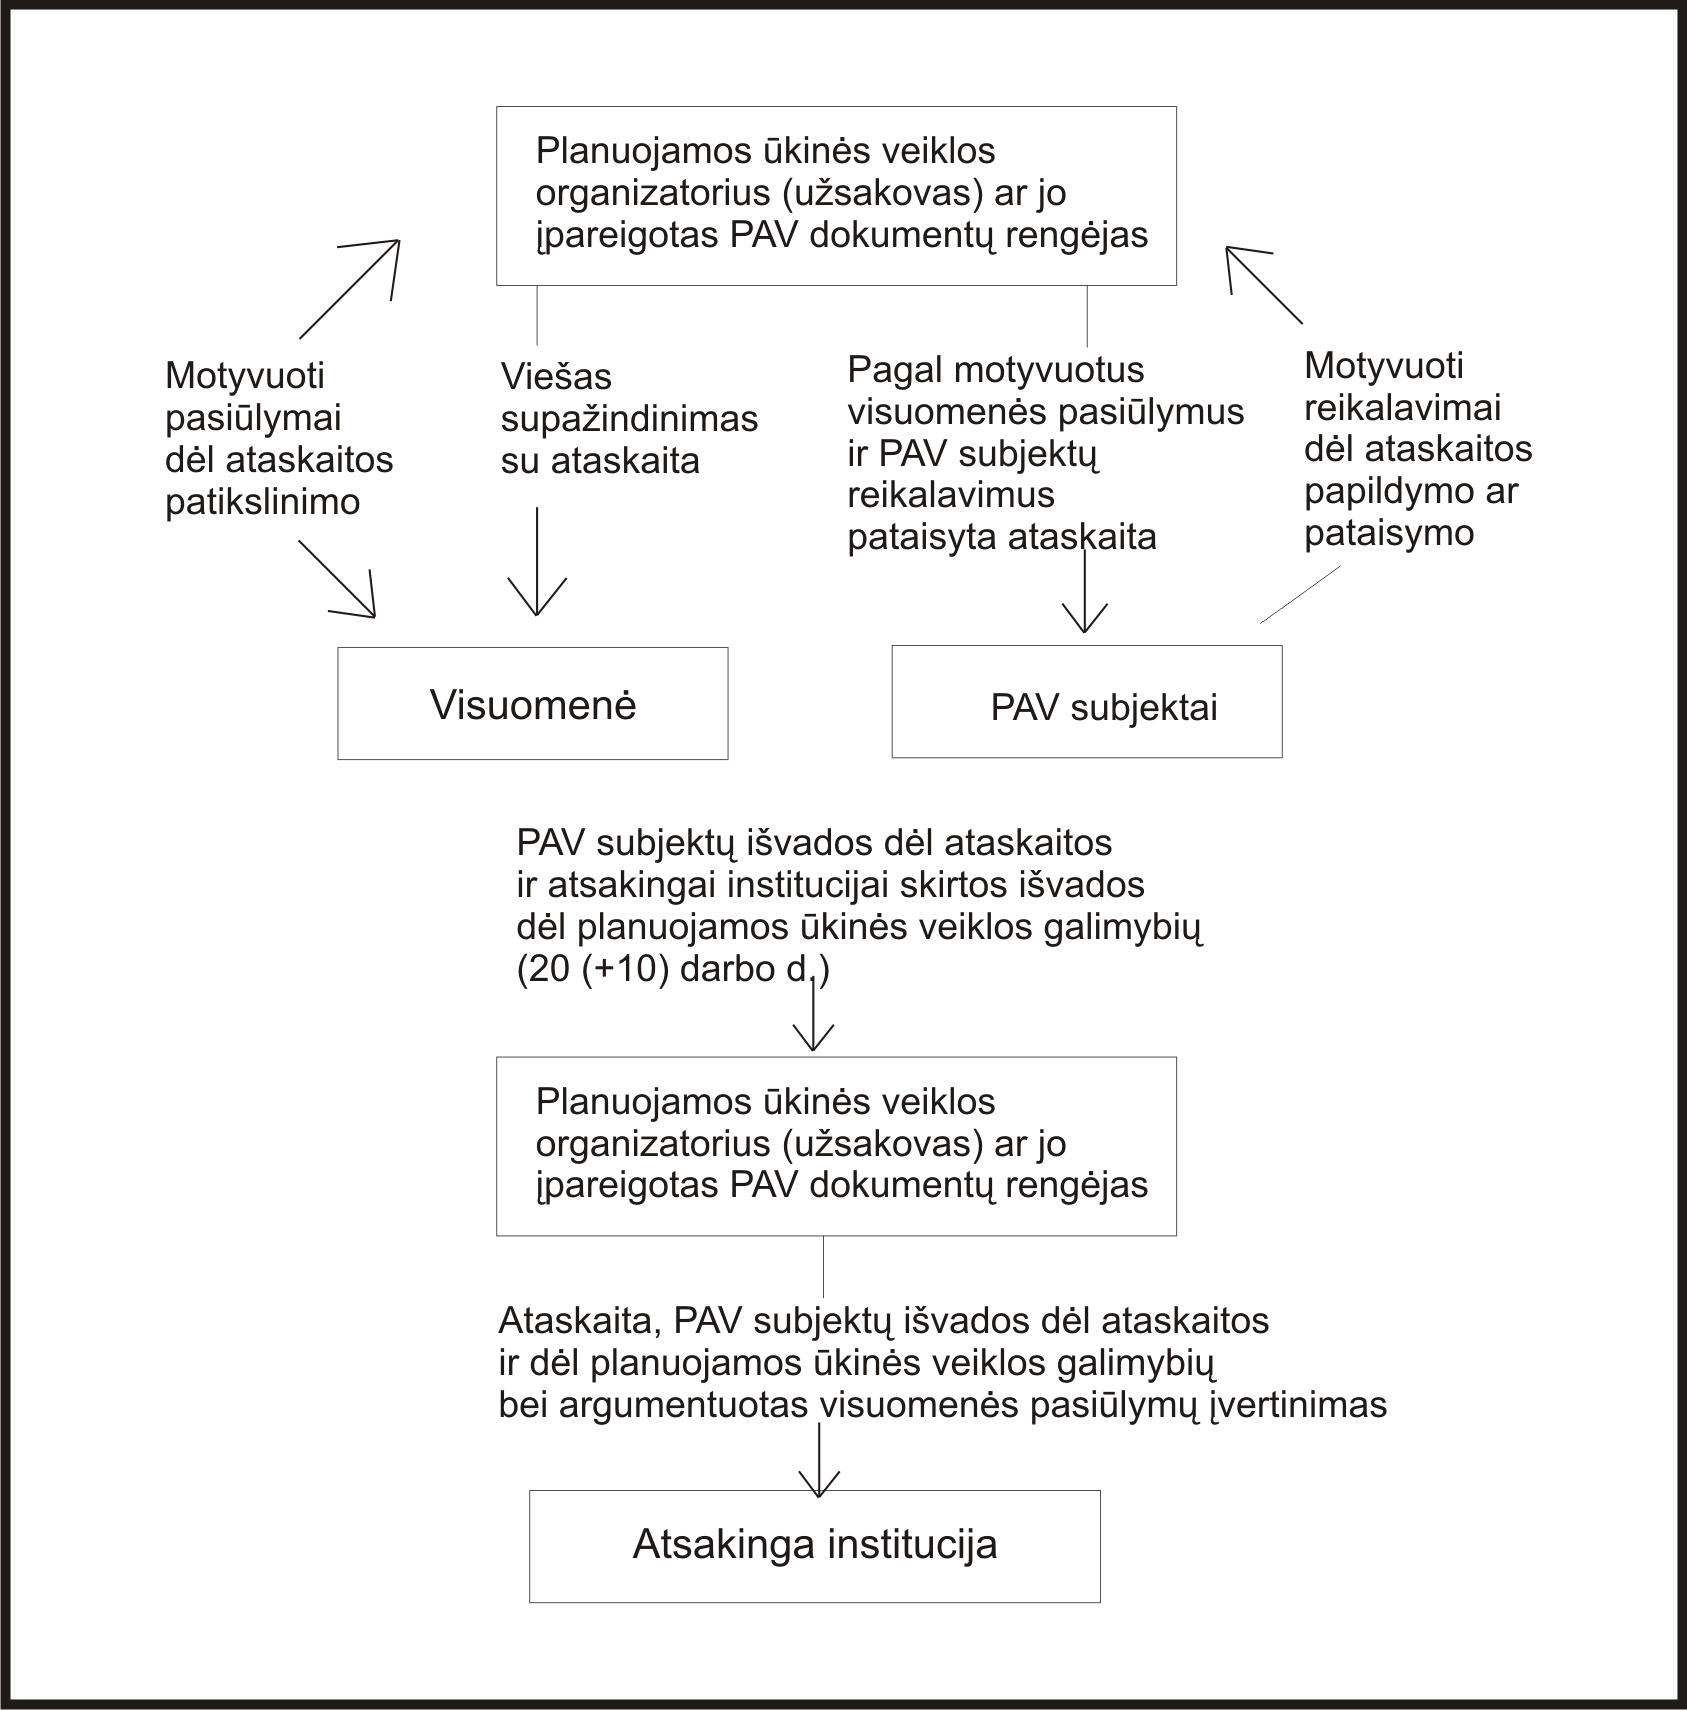 Planuojamos ūkinės veiklos
organizatorius (užsakovas) ar jo
įpareigotas PAV dokumentų rengėjas
Motyvuoti
pasiūlymai
dėl ataskaitos
patikslinimo
Viešas
supažindinimas
su ataskaita
Pagal motyvuotus
visuomenės pasiūlymus
ir PAV subjektų
reikalavimus
pataisyta ataskaita
Motyvuoti
reikalavimai
dėl ataskaitos
papildymo ar
pataisymo
Visuomenė
PAV subjektai
PAV subjektų išvados dėl ataskaitos
ir atsakingai institucijai skirtos išvados
dėl planuojamos ūkinės veiklos galimybių
(20 (+10) darbo d.)
Planuojamos ūkinės veiklos
organizatorius (užsakovas) ar jo
įpareigotas PAV dokumentų rengėjas
Ataskaita, PAV subjektų išvados dėl ataskaitos
ir dėl planuojamos ūkinės veiklos galimybių
bei argumentuotas visuomenės pasiūlymų įvertinimas
Atsakinga institucija